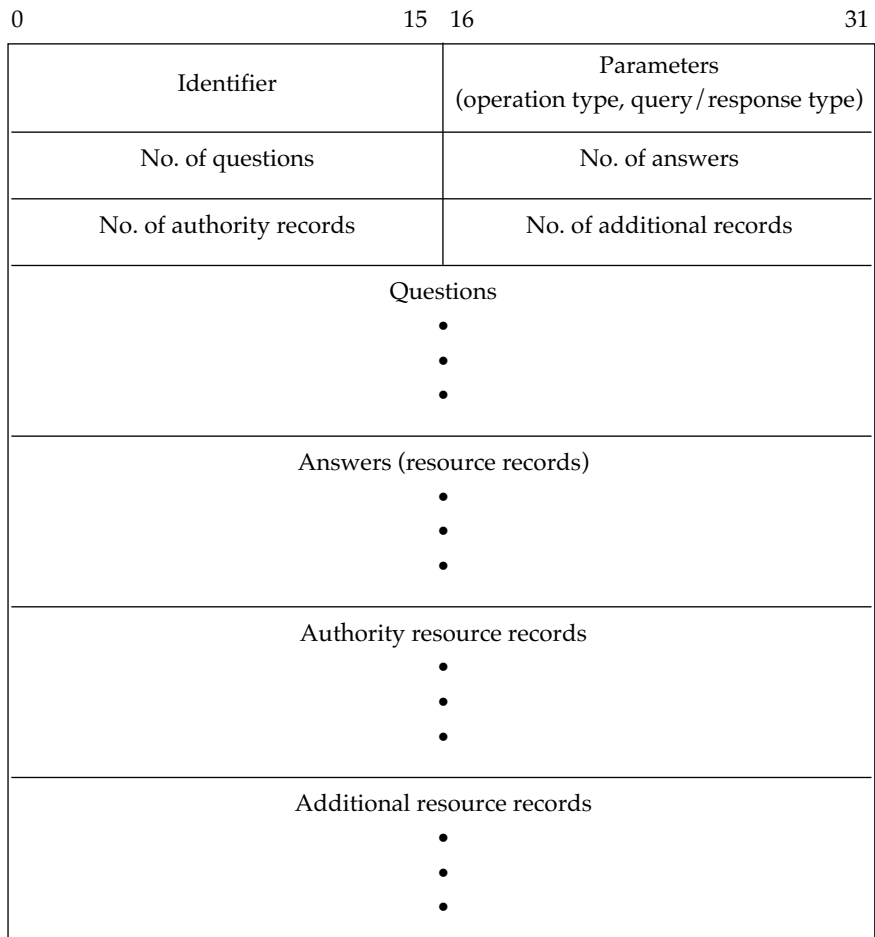 0 15 16 31
Identifier
Parameters
(operation type, query/response type)
No. of questions
No. of answers
No. of authority records
No. of additional records
Questions
Answers (resource records)
Authority resource records
Additional resource records